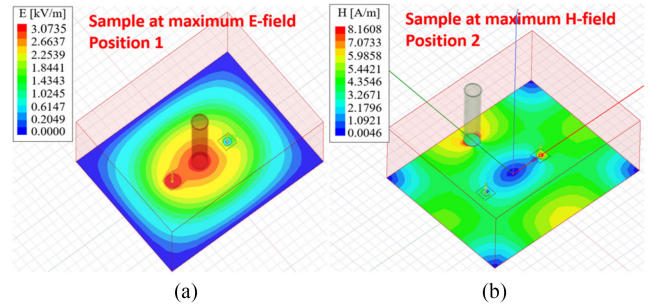 E [kV/m]
3.0735
2.6637
2.2539
1.8441
1.4343
1.0245
0.6147
0.2049
0.0000
Sample at maximum E-field
Position 1
H [A/m]
8.1608
7.0733
5.9858
5.4421
4.3546
3.2671
2.1796
1.0921
0.0046
Sample at maximum H-field
Position 2
(a)
(b)